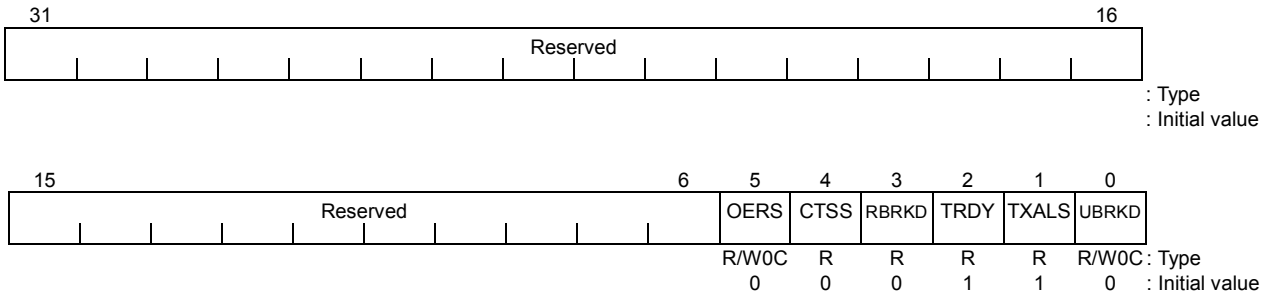 31 16
Reserved
: Type
: Initial value
15 6 5 4 3 2 1 0
Reserved OERS CTSS RBRKD TRDY TXALS UBRKD
R/W0C R R R R R/W0C : Type
0 0 0 1 1 0 : Initial value